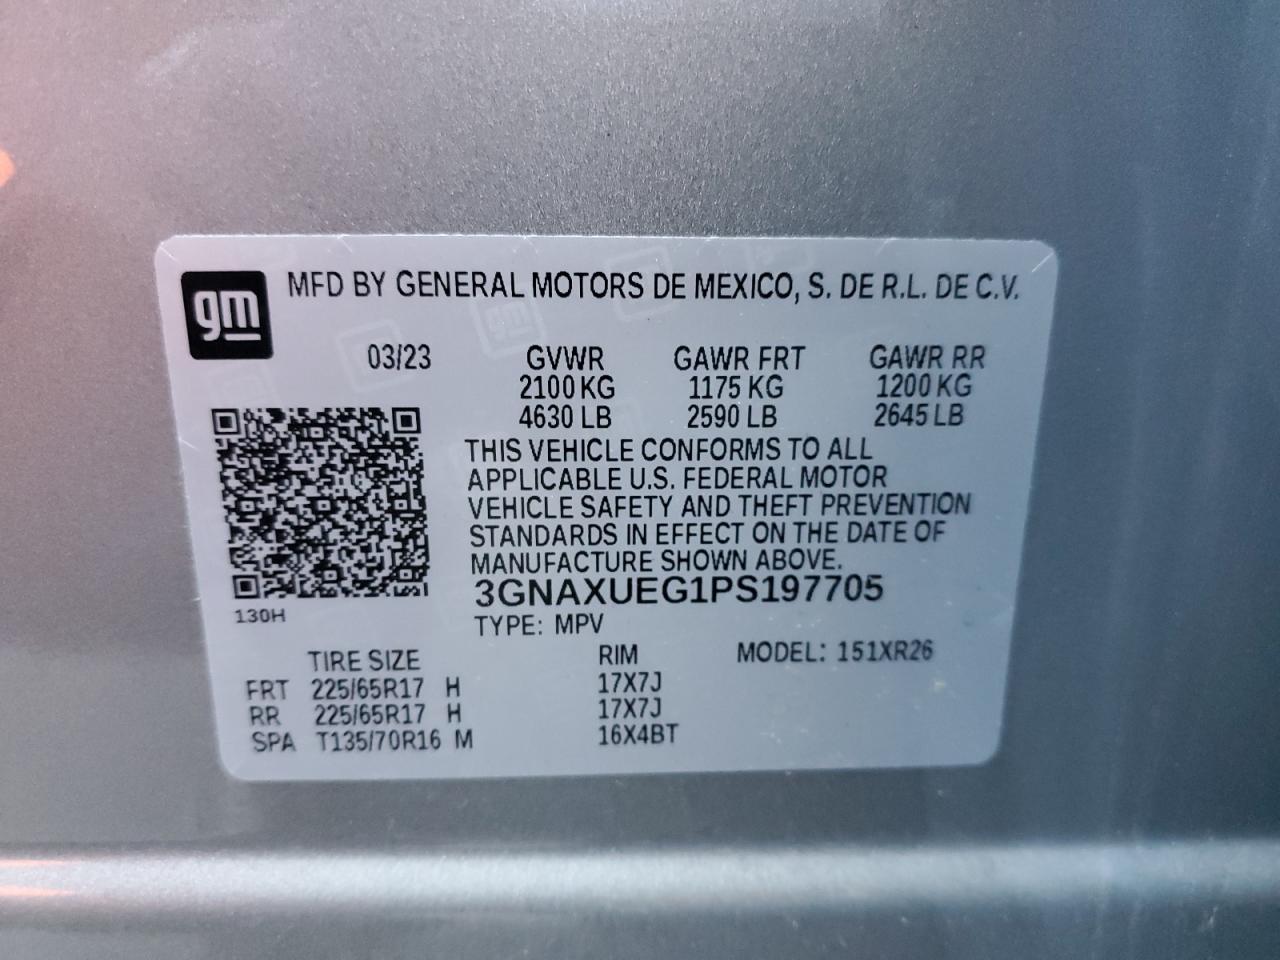 gm
MFD BY GENERAL MOTORS DE MEXICO, S. DE R.L. DE C.V.
03/23 GVWR GAWR FRT GAWR RR
2100 KG 1175 KG 1200 KG
4630 LB 2590 LB 2645 LB
THIS VEHICLE CONFORMS TO ALL
APPLICABLE U.S. FEDERAL MOTOR
VEHICLE SAFETY AND THEFT PREVENTION
STANDARDS IN EFFECT ON THE DATE OF
MANUFACTURE SHOWN ABOVE.
3GNAXUEG1PS197705
130H
TYPE: MPV
TIRE SIZE RIM MODEL: 151XR26
FRT 225/65R17 H 17X7J
RR 225/65R17 H 17X7J
SPA T135/70R16 M 16X4BT